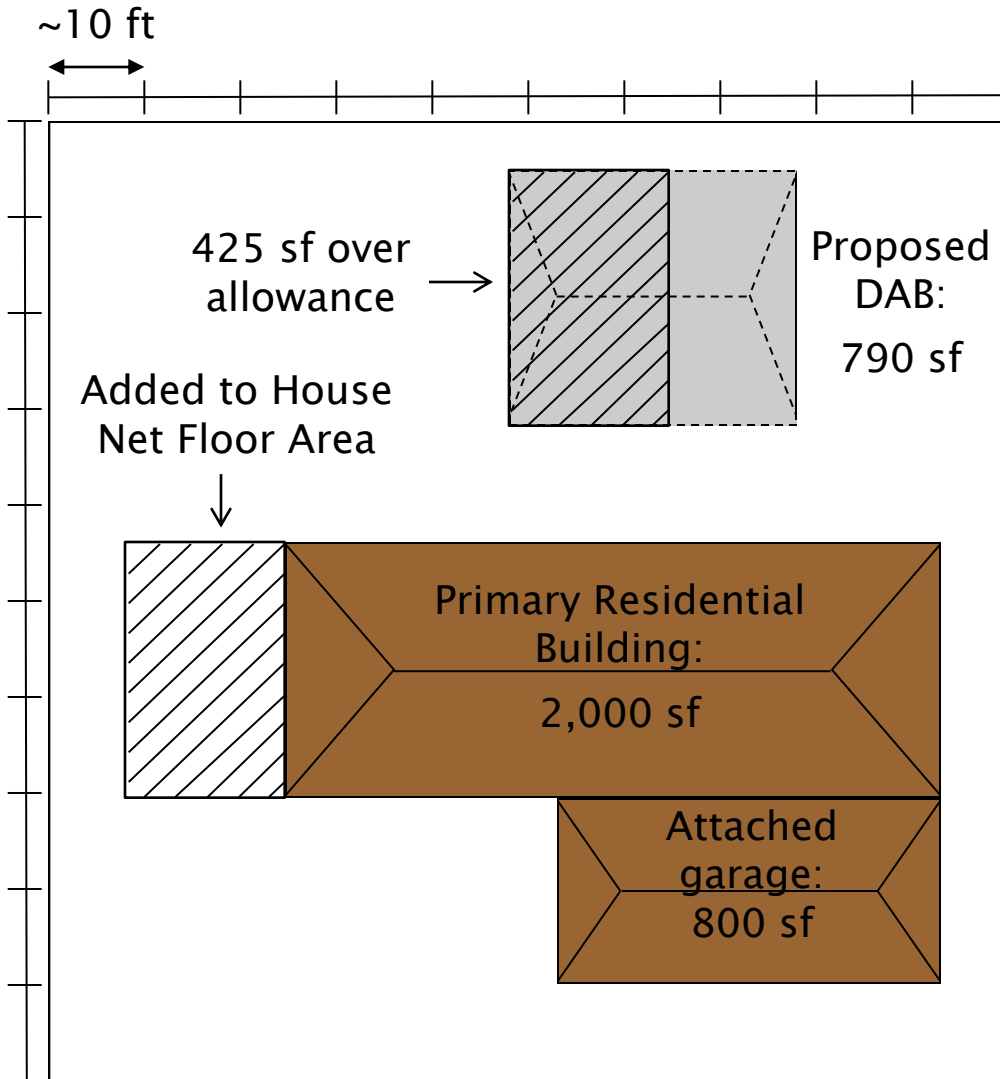 ~10 ft
425 sf over
allowance
Proposed
DAB:
790 sf
Added to House
Net Floor Area
Primary Residential
Building:
2,000 sf
Attached
garage:
800 sf